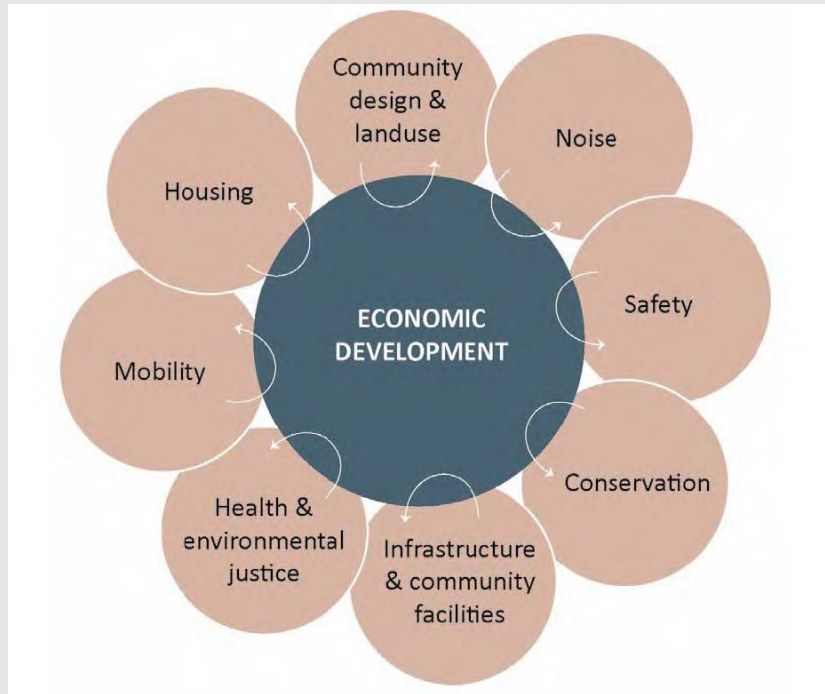 Community
design &
landuse
Noise
Housing
Safety
ECONOMIC
DEVELOPMENT
Mobility
Conservation
Health &
environmental
justice
Infrastructure
& community
facilities